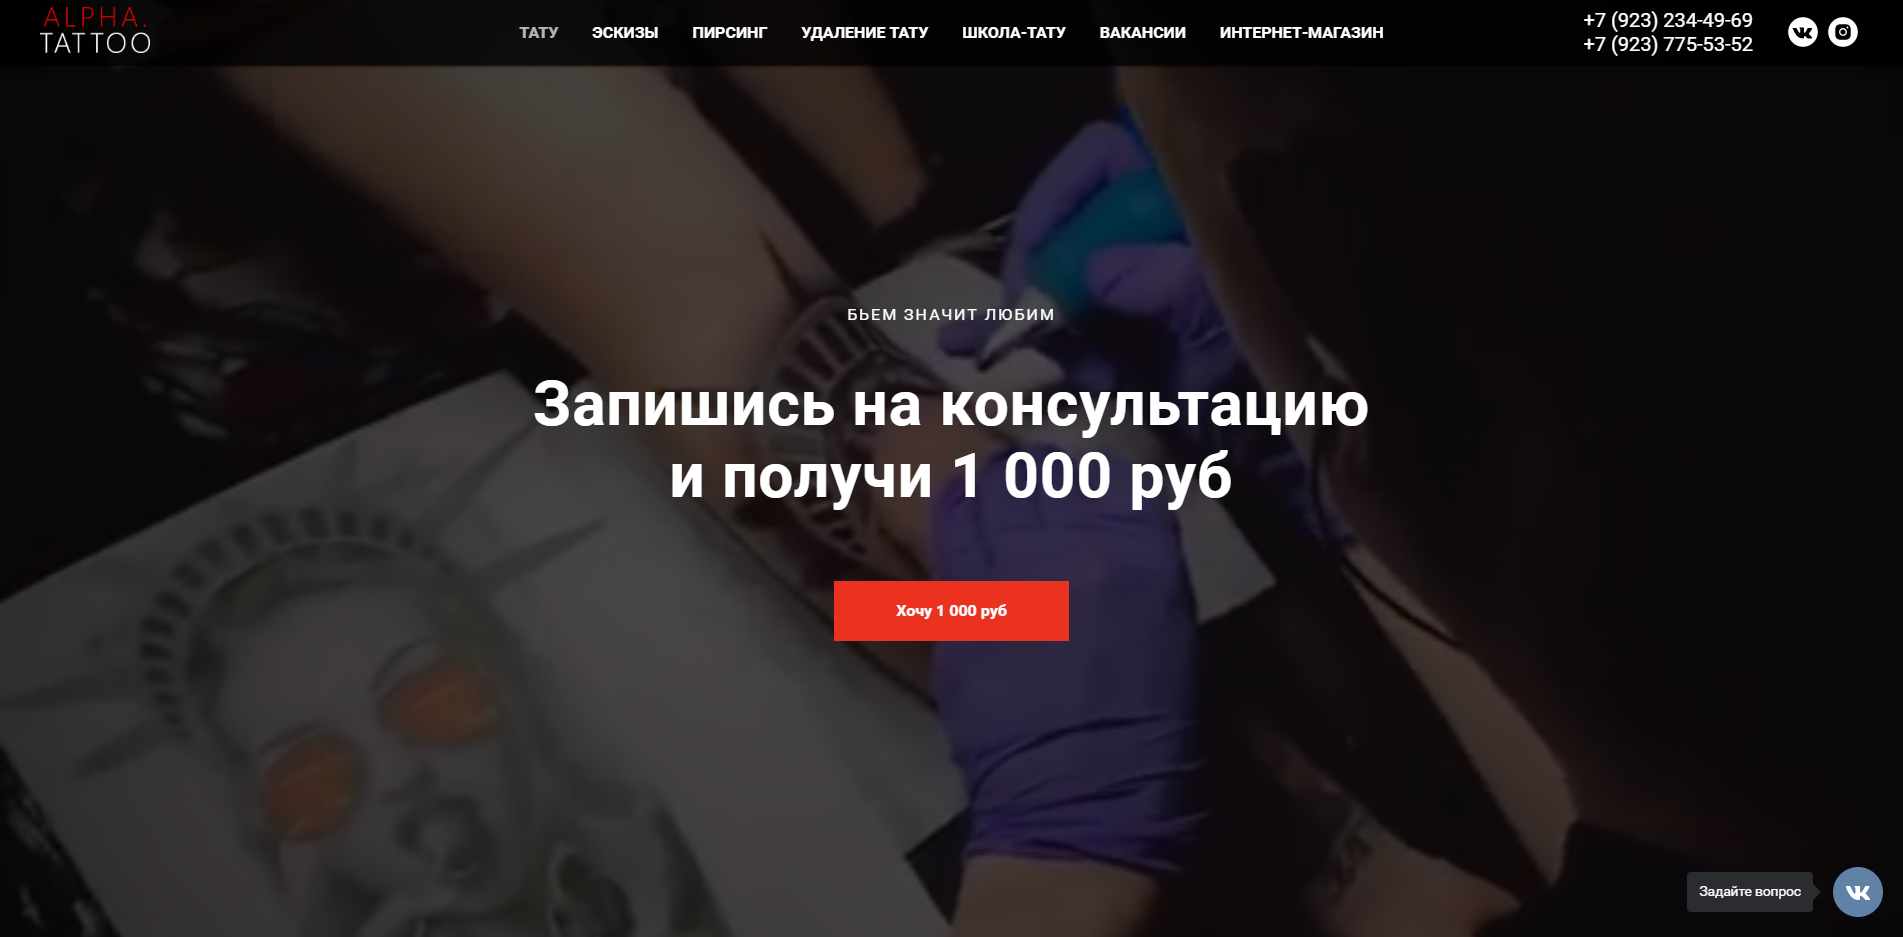 ALPHA.
TATTOO
ТАТУ ЭСКИЗЫ ПИРСИНГ УДАЛЕНИЕ ТАТУ ШКОЛА-ТАТУ ВАКАНСИИ ИНТЕРНЕТ-МАГАЗИН
+7 (923) 234-49-69
+7 (923) 775-53-52
БЬЕМ ЗНАЧИТ ЛЮБИМ
Запишись на консультацию
и получи 1 000 руб
Хочу 1 000 руб
Задайте вопрос